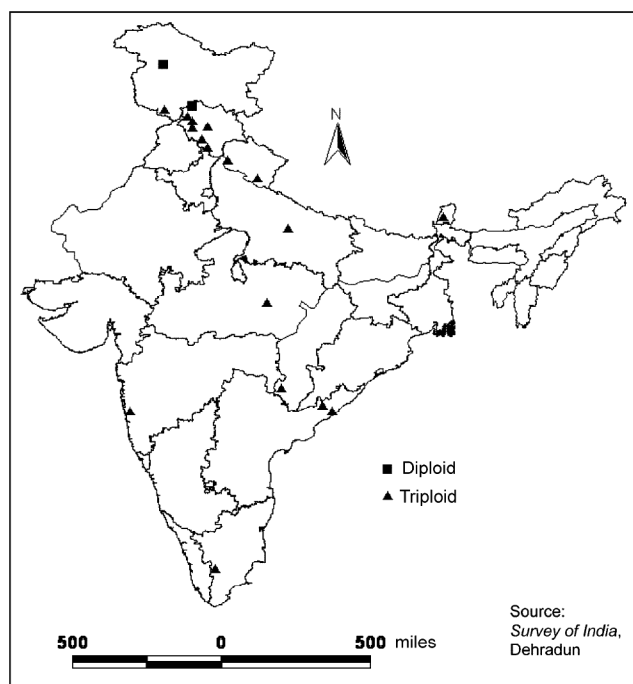 N
Diploid
Triploid
500 0 500 miles
Source:
Survey of India,
Dehradun